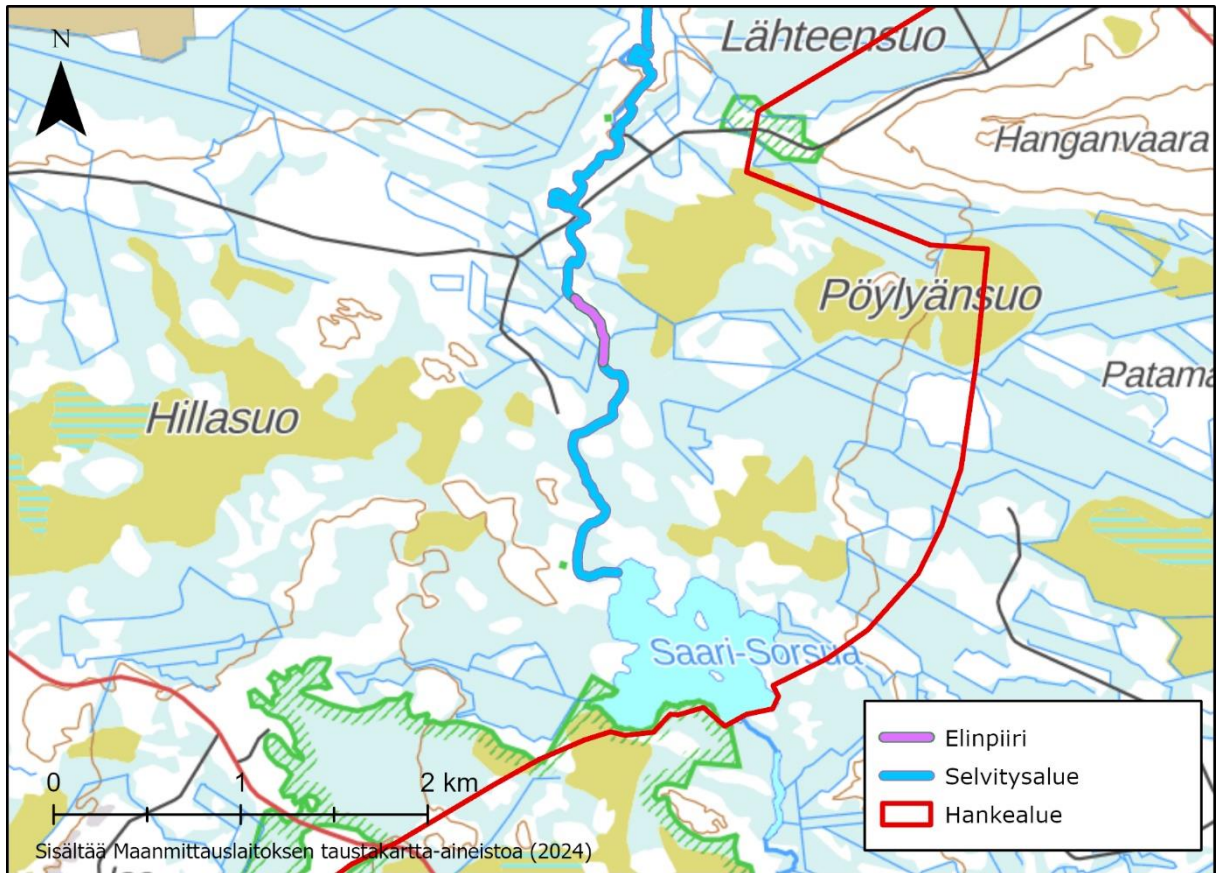 N
Lähteensuo
Hanganvaara
Pöylyänsuo
Patama
Hillasuo
Saari-Sorsua
Elinpiiri
Selvitysalue
Hankealue
0 1 2 km
Sisältää Maanmittauslaitoksen taustakartta-aineistoa (2024)